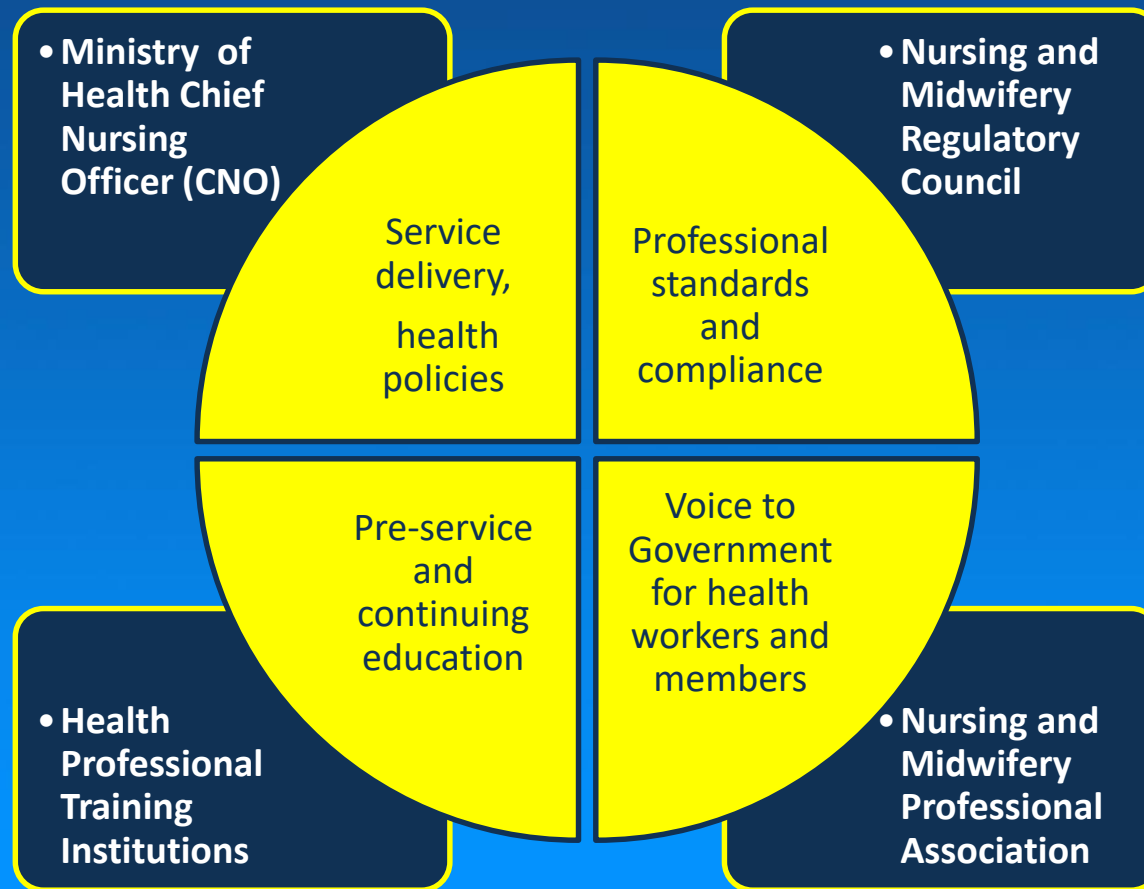 • Ministry of
Health Chief
Nursing
Officer (CNO)
Service
delivery,
health
policies
• Nursing and
Midwifery
Regulatory
Council
Professional
standards
and
compliance
• Health
Professional
Training
Institutions
Pre-service
and
continuing
education
• Nursing and
Midwifery
Professional
Association
Voice to
Government
for health
workers and
members